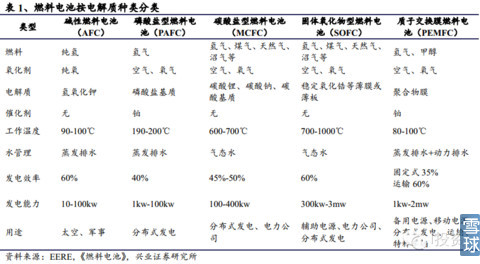 表 1、燃料电池按电解质种类分类
类型 碱性燃料电池（AFC） 磷酸盐型燃料电池（PAFC） 碳酸盐型燃料电池（MCFC） 固体氧化物型燃料电池（SOFC） 质子交换膜燃料电池（PEMFC）
燃料 纯氢 氢气 氢气、煤气、天然气、沼气等 氢气、煤气、天然气、沼气等 氢气、甲醇
氧化剂 纯氧 空气、氧气 空气、氧气 空气、氧气 空气、氧气
电解质 氢氧化钾 磷酸盐基质 碳酸锂、碳酸钠、碳酸基质 稳定氧化锆等薄膜或薄板 聚合物膜
催化剂 无 铂 无 无 铂
工作温度 90-100℃ 190-200℃ 600-700℃ 700-1000℃ 80-100℃
水管理 蒸发排水 蒸发排水 气态水 气态水 蒸发排水+动力排水
发电效率 60% 40% 45%-50% 60% 固定式 35% 运输 60%
发电能力 10-100kw 1kw-100kw 100-400kw 300kw-3mw 1kw-2mw
用途 太空、军事 分布式发电 分布式发电、电力公司 辅助电源、电力公司、分布式发电 备用电源、移动电 分 发电、运 特
资料来源：EERE，《燃料电池》，兴业证券研究所
雪球